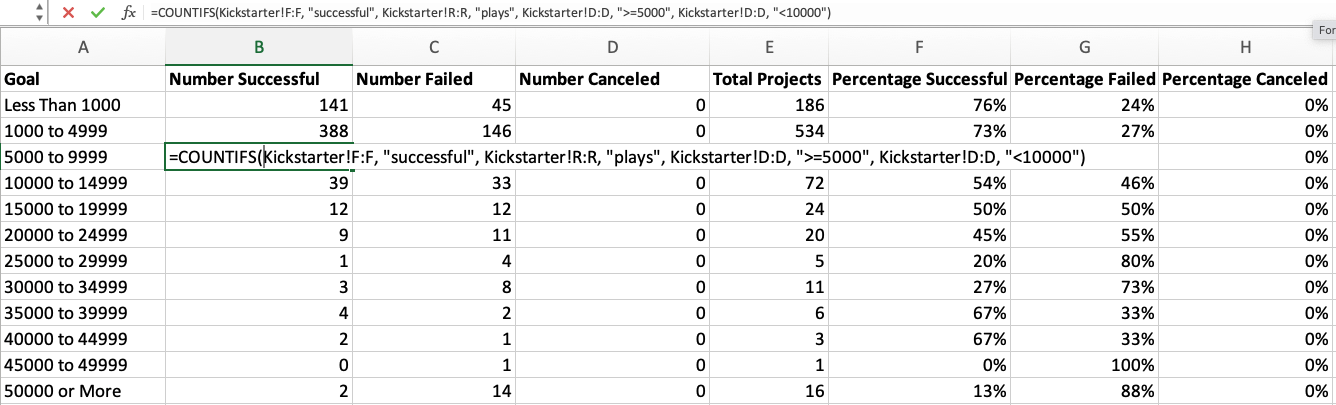 fx =COUNTIFS(Kickstarter!F:F, "successful", Kickstarter!R:R, "plays", Kickstarter!D:D, ">=5000", Kickstarter!D:D, "<10000")
For
A B C D E F G H
Goal Number Successful Number Failed Number Canceled Total Projects Percentage Successful Percentage Failed Percentage Canceled
Less Than 1000 141 45 0 186 76% 24% 0%
1000 to 4999 388 146 0 534 73% 27% 0%
5000 to 9999 =COUNTIFS(Kickstarter!F:F, "successful", Kickstarter!R:R, "plays", Kickstarter!D:D, ">=5000", Kickstarter!D:D, "<10000") 0%
10000 to 14999 39 33 0 72 54% 46% 0%
15000 to 19999 12 12 0 24 50% 50% 0%
20000 to 24999 9 11 0 20 45% 55% 0%
25000 to 29999 1 4 0 5 20% 80% 0%
30000 to 34999 3 8 0 11 27% 73% 0%
35000 to 39999 4 2 0 6 67% 33% 0%
40000 to 44999 2 1 0 3 67% 33% 0%
45000 to 49999 0 1 0 1 0% 100% 0%
50000 or More 2 14 0 16 13% 88% 0%